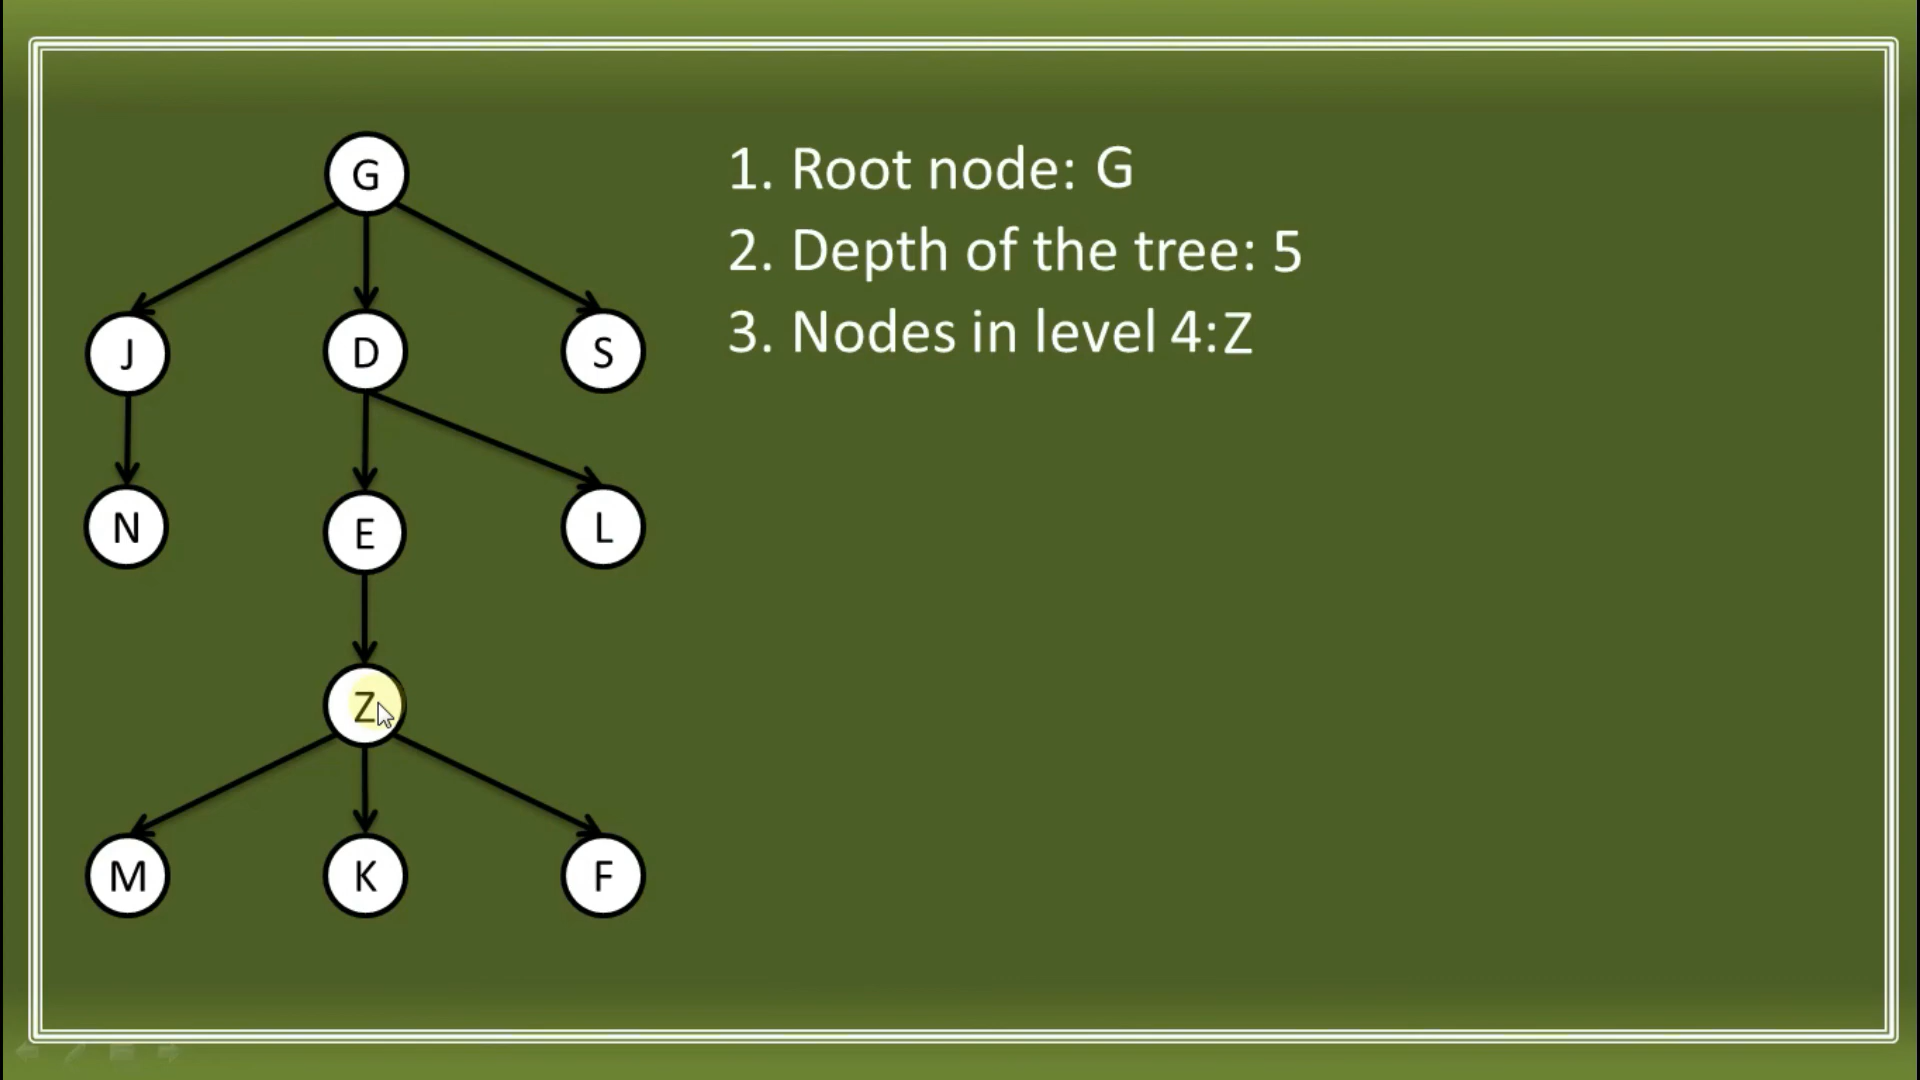 G
J D S
N E L
Z
M K F
1. Root node: G
2. Depth of the tree: 5
3. Nodes in level 4:Z